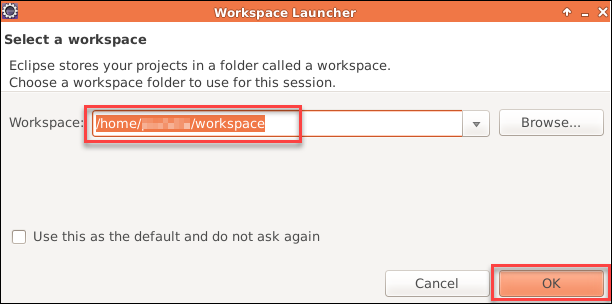 Workspace Launcher
Select a workspace
Eclipse stores your projects in a folder called a workspace.
Choose a workspace folder to use for this session.
Workspace: /home/ /workspace Browse...
Use this as the default and do not ask again
Cancel OK